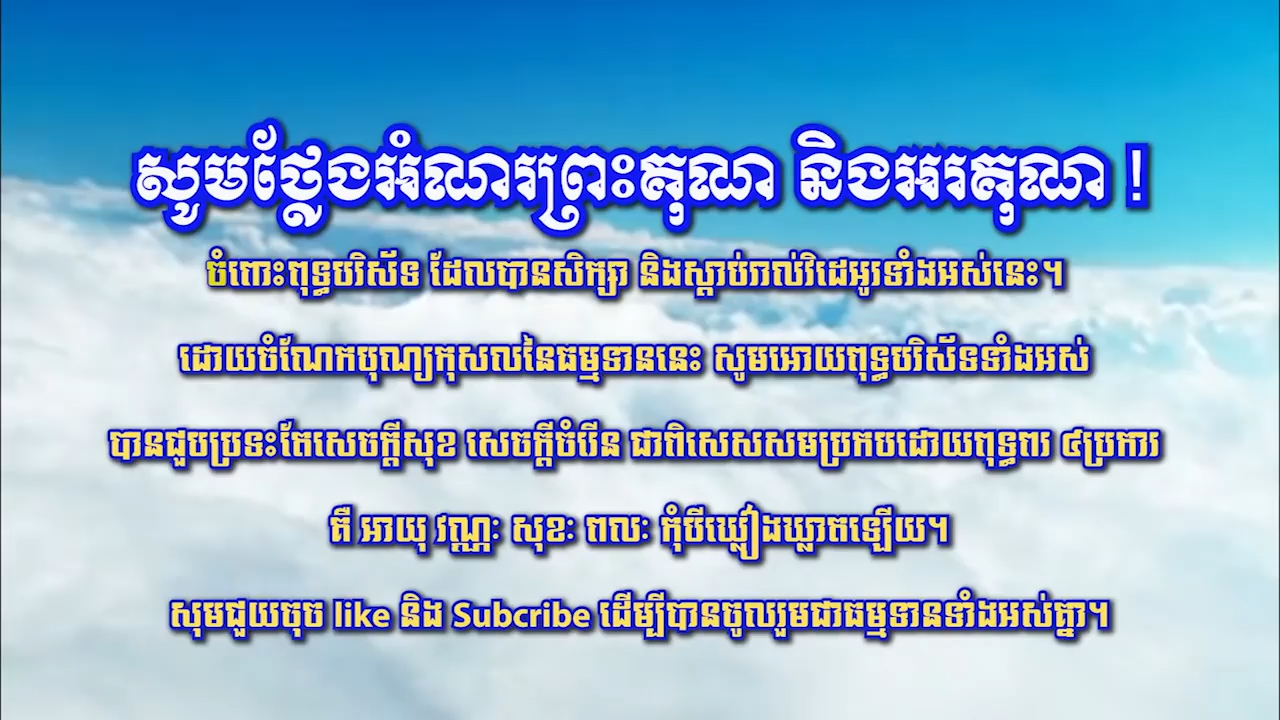 សូមថ្លែងអំណរព្រះគុណ និងអរគុណ !
ចំពោះពុទ្ធបរិស័ទ ដែលបានសិក្សា និងស្តាប់រាល់វិដេអូរទាំងអស់នេះ។
ដោយចំណែកបុណ្យកុសលនៃធម្មទាននេះ សូមអោយពុទ្ធបរិស័ទទាំងអស់
បានជួបប្រទះតែសេចក្តីសុខ សេចក្តីចំរើន ជាពិសេសសមប្រកបដោយពុទ្ធពរ ៤ប្រការ
គឺ អាយុ វណ្ណៈ សុខៈ ពលៈ កុំបីឃ្លៀងឃ្លាតឡើយ។
សុមជួយចុច like និង Subcribe ដើម្បីបានចូលរួមជាធម្មទានទាំងអស់គ្នា។